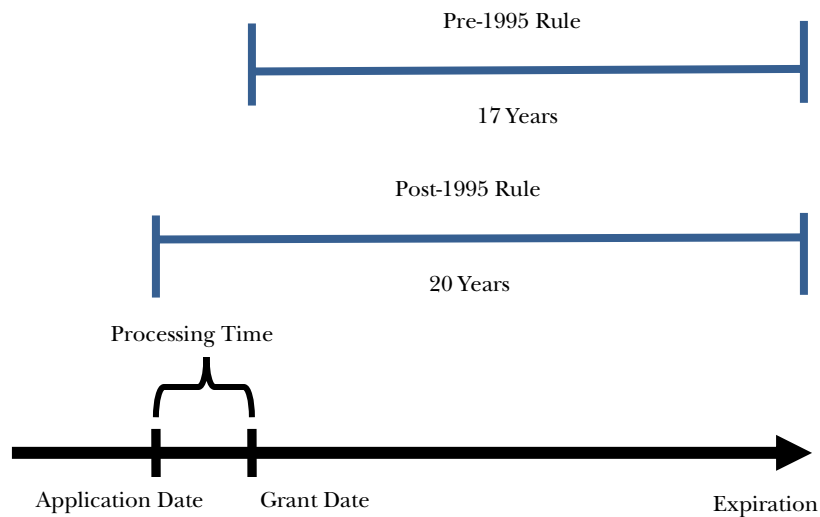 Pre-1995 Rule
17 Years
Post-1995 Rule
20 Years
Processing Time
Application Date
Grant Date
Expiration